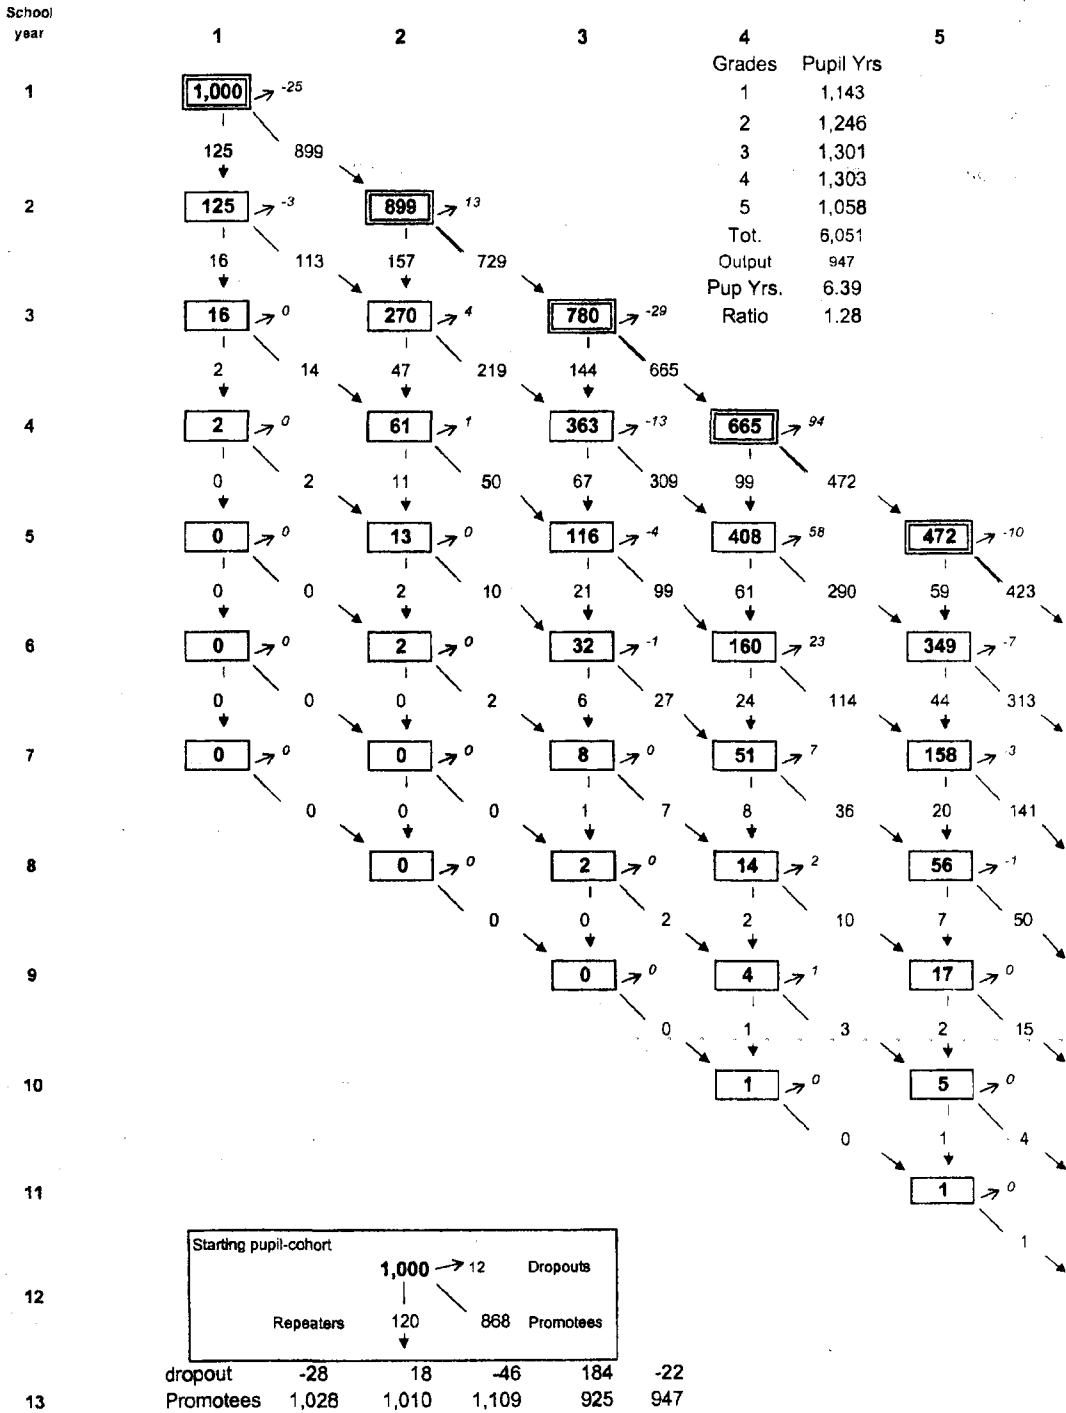 School
year
1 2 3 4 5
Grades Pupil Yrs
1 1,000 -25 1 1,143
2 1,246
125 899 3 1,301
4 1,303
2 125 -3 899 13 5 1,058
Tot. 6,051
16 113 157 729 Output 947
Pup Yrs. 6.39
3 16 0 270 4 780 -29 Ratio 1.28
2 14 47 219 144 665
4 2 0 61 1 363 -13 665 94
0 2 11 50 67 309 99 472
5 0 0 13 0 116 -4 408 58 472 -10
0 0 2 10 21 99 61 290 59 423
6 0 0 2 0 32 -1 160 23 349 -7
0 0 0 2 6 27 24 114 44 313
7 0 0 0 0 8 0 51 7 158 -3
0 0 0 1 7 8 36 20 141
8 0 0 2 0 14 2 56 -1
0 0 2 2 10 7 50
9 0 0 4 1 17 0
0 1 3 2 15
10 1 0 5 0
0 1 4
11 1 0
1
Starting pupil-cohort
1,000 12 Dropouts
12
Repeaters 120 868 Promotees
dropout -28 18 -46 184 -22
13 Promotees 1,028 1,010 1,109 925 947